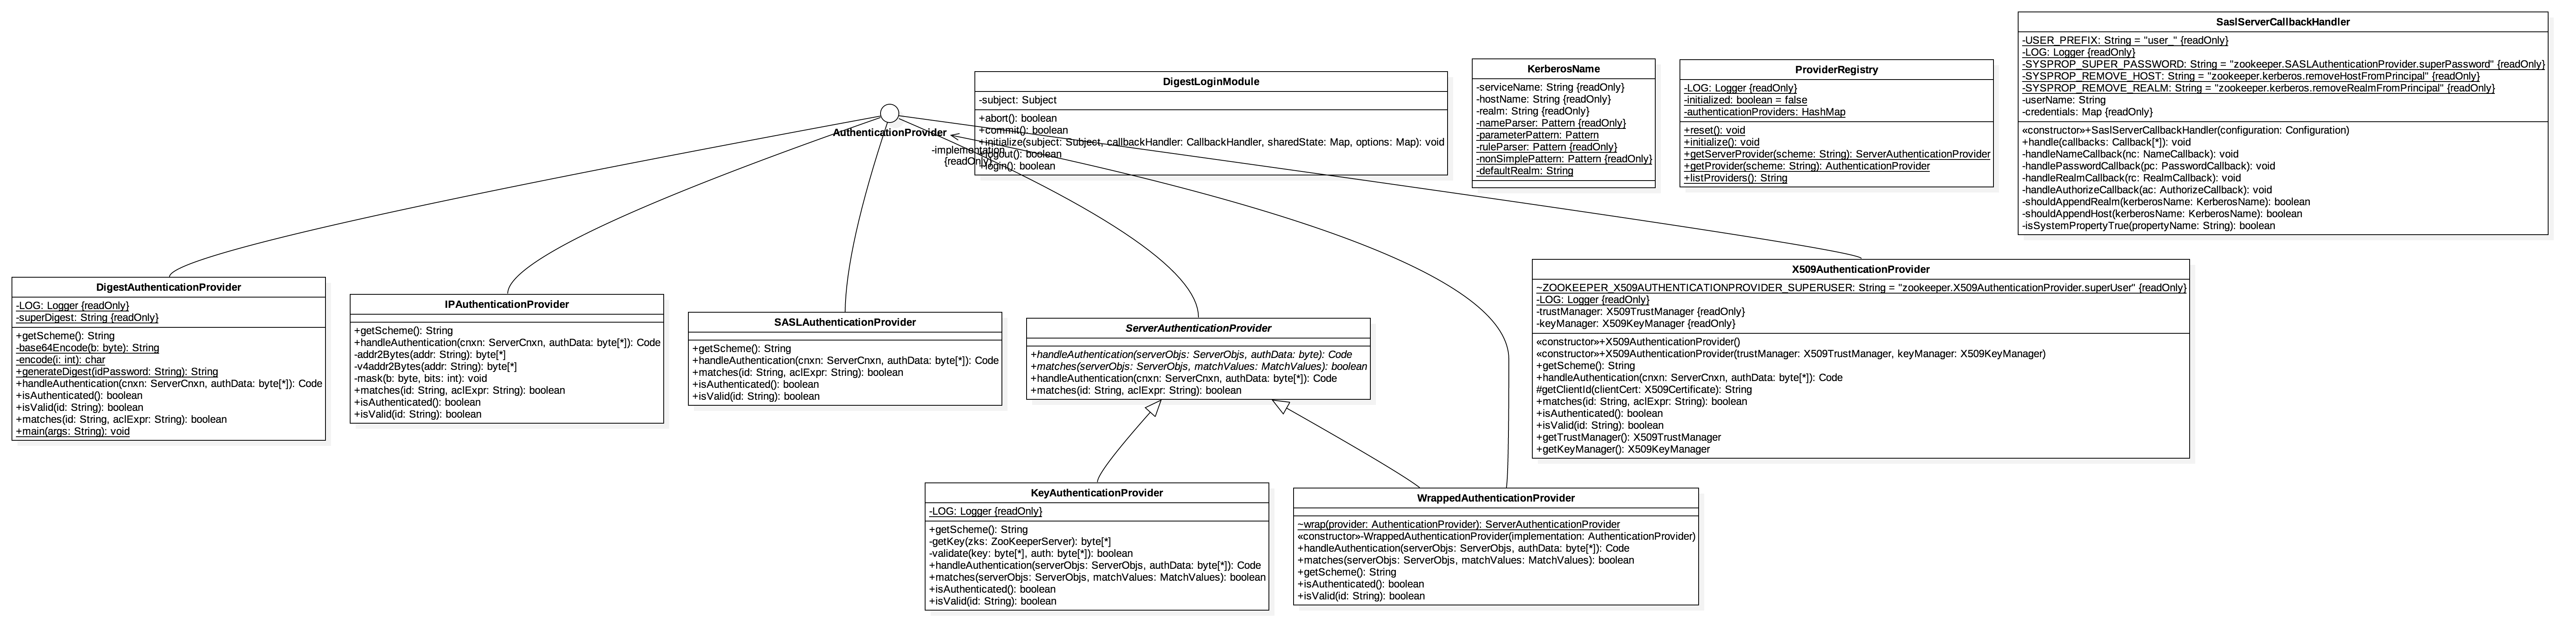 SaslServerCallbackHandler
-USER_PREFIX: String = "user_" {readOnly}
-LOG: Logger {readOnly}
-SYSPROP_SUPER_PASSWORD: String = "zookeeper.SASLAuthenticationProvider.superPassword" {readOnly}
-SYSPROP_REMOVE_HOST: String = "zookeeper.kerberos.removeHostFromPrincipal" {readOnly}
-SYSPROP_REMOVE_REALM: String = "zookeeper.kerberos.removeRealmFromPrincipal" {readOnly}
-userName: String
-credentials: Map {readOnly}
«constructor»+SaslServerCallbackHandler(configuration: Configuration)
+handle(callbacks: Callback[*]): void
-handleNameCallback(nc: NameCallback): void
-handlePasswordCallback(pc: PasswordCallback): void
-handleRealmCallback(rc: RealmCallback): void
-handleAuthorizeCallback(ac: AuthorizeCallback): void
-shouldAppendRealm(kerberosName: KerberosName): boolean
-shouldAppendHost(kerberosName: KerberosName): boolean
-isSystemPropertyTrue(propertyName: String): boolean
KerberosName
-serviceName: String {readOnly}
-hostName: String {readOnly}
-realm: String {readOnly}
-nameParser: Pattern {readOnly}
-parameterPattern: Pattern
-ruleParser: Pattern {readOnly}
-nonSimplePattern: Pattern {readOnly}
-defaultRealm: String
ProviderRegistry
-LOG: Logger {readOnly}
-initialized: boolean = false
-authenticationProviders: HashMap
+reset(): void
+initialize(): void
+getServerProvider(scheme: String): ServerAuthenticationProvider
+getProvider(scheme: String): AuthenticationProvider
+listProviders(): String
DigestLoginModule
-subject: Subject
+abort(): boolean
+commit(): boolean
+initialize(subject: Subject, callbackHandler: CallbackHandler, sharedState: Map, options: Map): void
+logout(): boolean
+login(): boolean
AuthenticationProvider
-implementation
{readOnly}
DigestAuthenticationProvider
-LOG: Logger {readOnly}
-superDigest: String {readOnly}
+getScheme(): String
-base64Encode(b: byte): String
-encode(i: int): char
+generateDigest(idPassword: String): String
+handleAuthentication(cnxn: ServerCnxn, authData: byte[*]): Code
+isAuthenticated(): boolean
+isValid(id: String): boolean
+matches(id: String, aclExpr: String): boolean
+main(args: String): void
IPAuthenticationProvider
+getScheme(): String
+handleAuthentication(cnxn: ServerCnxn, authData: byte[*]): Code
-addr2Bytes(addr: String): byte[*]
-v4addr2Bytes(addr: String): byte[*]
-mask(b: byte, bits: int): void
+matches(id: String, aclExpr: String): boolean
+isAuthenticated(): boolean
+isValid(id: String): boolean
SASLAuthenticationProvider
+getScheme(): String
+handleAuthentication(cnxn: ServerCnxn, authData: byte[*]): Code
+matches(id: String, aclExpr: String): boolean
+isAuthenticated(): boolean
+isValid(id: String): boolean
ServerAuthenticationProvider
+handleAuthentication(serverObjs: ServerObjs, authData: byte): Code
+matches(serverObjs: ServerObjs, matchValues: MatchValues): boolean
+handleAuthentication(cnxn: ServerCnxn, authData: byte[*]): Code
+matches(id: String, aclExpr: String): boolean
X509AuthenticationProvider
~ZOOKEEPER_X509AUTHENTICATIONPROVIDER_SUPERUSER: String = "zookeeper.X509AuthenticationProvider.superUser" {readOnly}
-LOG: Logger {readOnly}
-trustManager: X509TrustManager {readOnly}
-keyManager: X509KeyManager {readOnly}
«constructor»+X509AuthenticationProvider()
«constructor»+X509AuthenticationProvider(trustManager: X509TrustManager, keyManager: X509KeyManager)
+getScheme(): String
+handleAuthentication(cnxn: ServerCnxn, authData: byte[*]): Code
#getClientId(clientCert: X509Certificate): String
+matches(id: String, aclExpr: String): boolean
+isAuthenticated(): boolean
+isValid(id: String): boolean
+getTrustManager(): X509TrustManager
+getKeyManager(): X509KeyManager
KeyAuthenticationProvider
-LOG: Logger {readOnly}
+getScheme(): String
-getKey(zks: ZooKeeperServer): byte[*]
-validate(key: byte[*], auth: byte[*]): boolean
+handleAuthentication(serverObjs: ServerObjs, authData: byte[*]): Code
+matches(serverObjs: ServerObjs, matchValues: MatchValues): boolean
+isAuthenticated(): boolean
+isValid(id: String): boolean
WrappedAuthenticationProvider
~wrap(provider: AuthenticationProvider): ServerAuthenticationProvider
«constructor»-WrappedAuthenticationProvider(implementation: AuthenticationProvider)
+handleAuthentication(serverObjs: ServerObjs, authData: byte[*]): Code
+matches(serverObjs: ServerObjs, matchValues: MatchValues): boolean
+getScheme(): String
+isAuthenticated(): boolean
+isValid(id: String): boolean